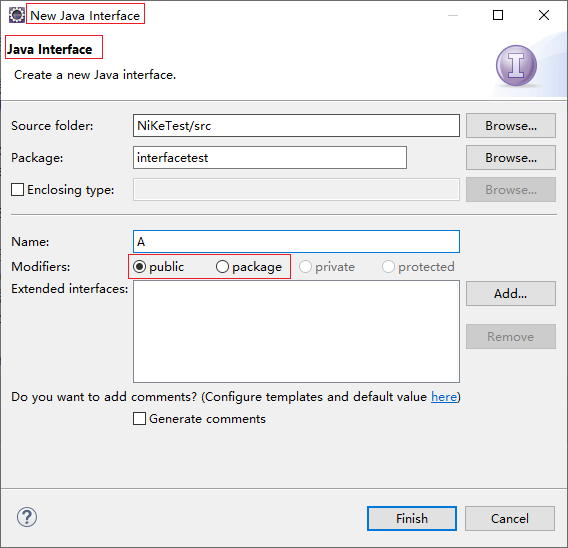 New Java Interface
Java Interface
Create a new Java interface.
Source folder: NiKeTest/src Browse...
Package: interfacetest Browse...
Enclosing type: Browse...
Name: A
Modifiers: public package private protected
Extended interfaces: Add...
Remove
Do you want to add comments? (Configure templates and default value here)
Generate comments
? Finish Cancel